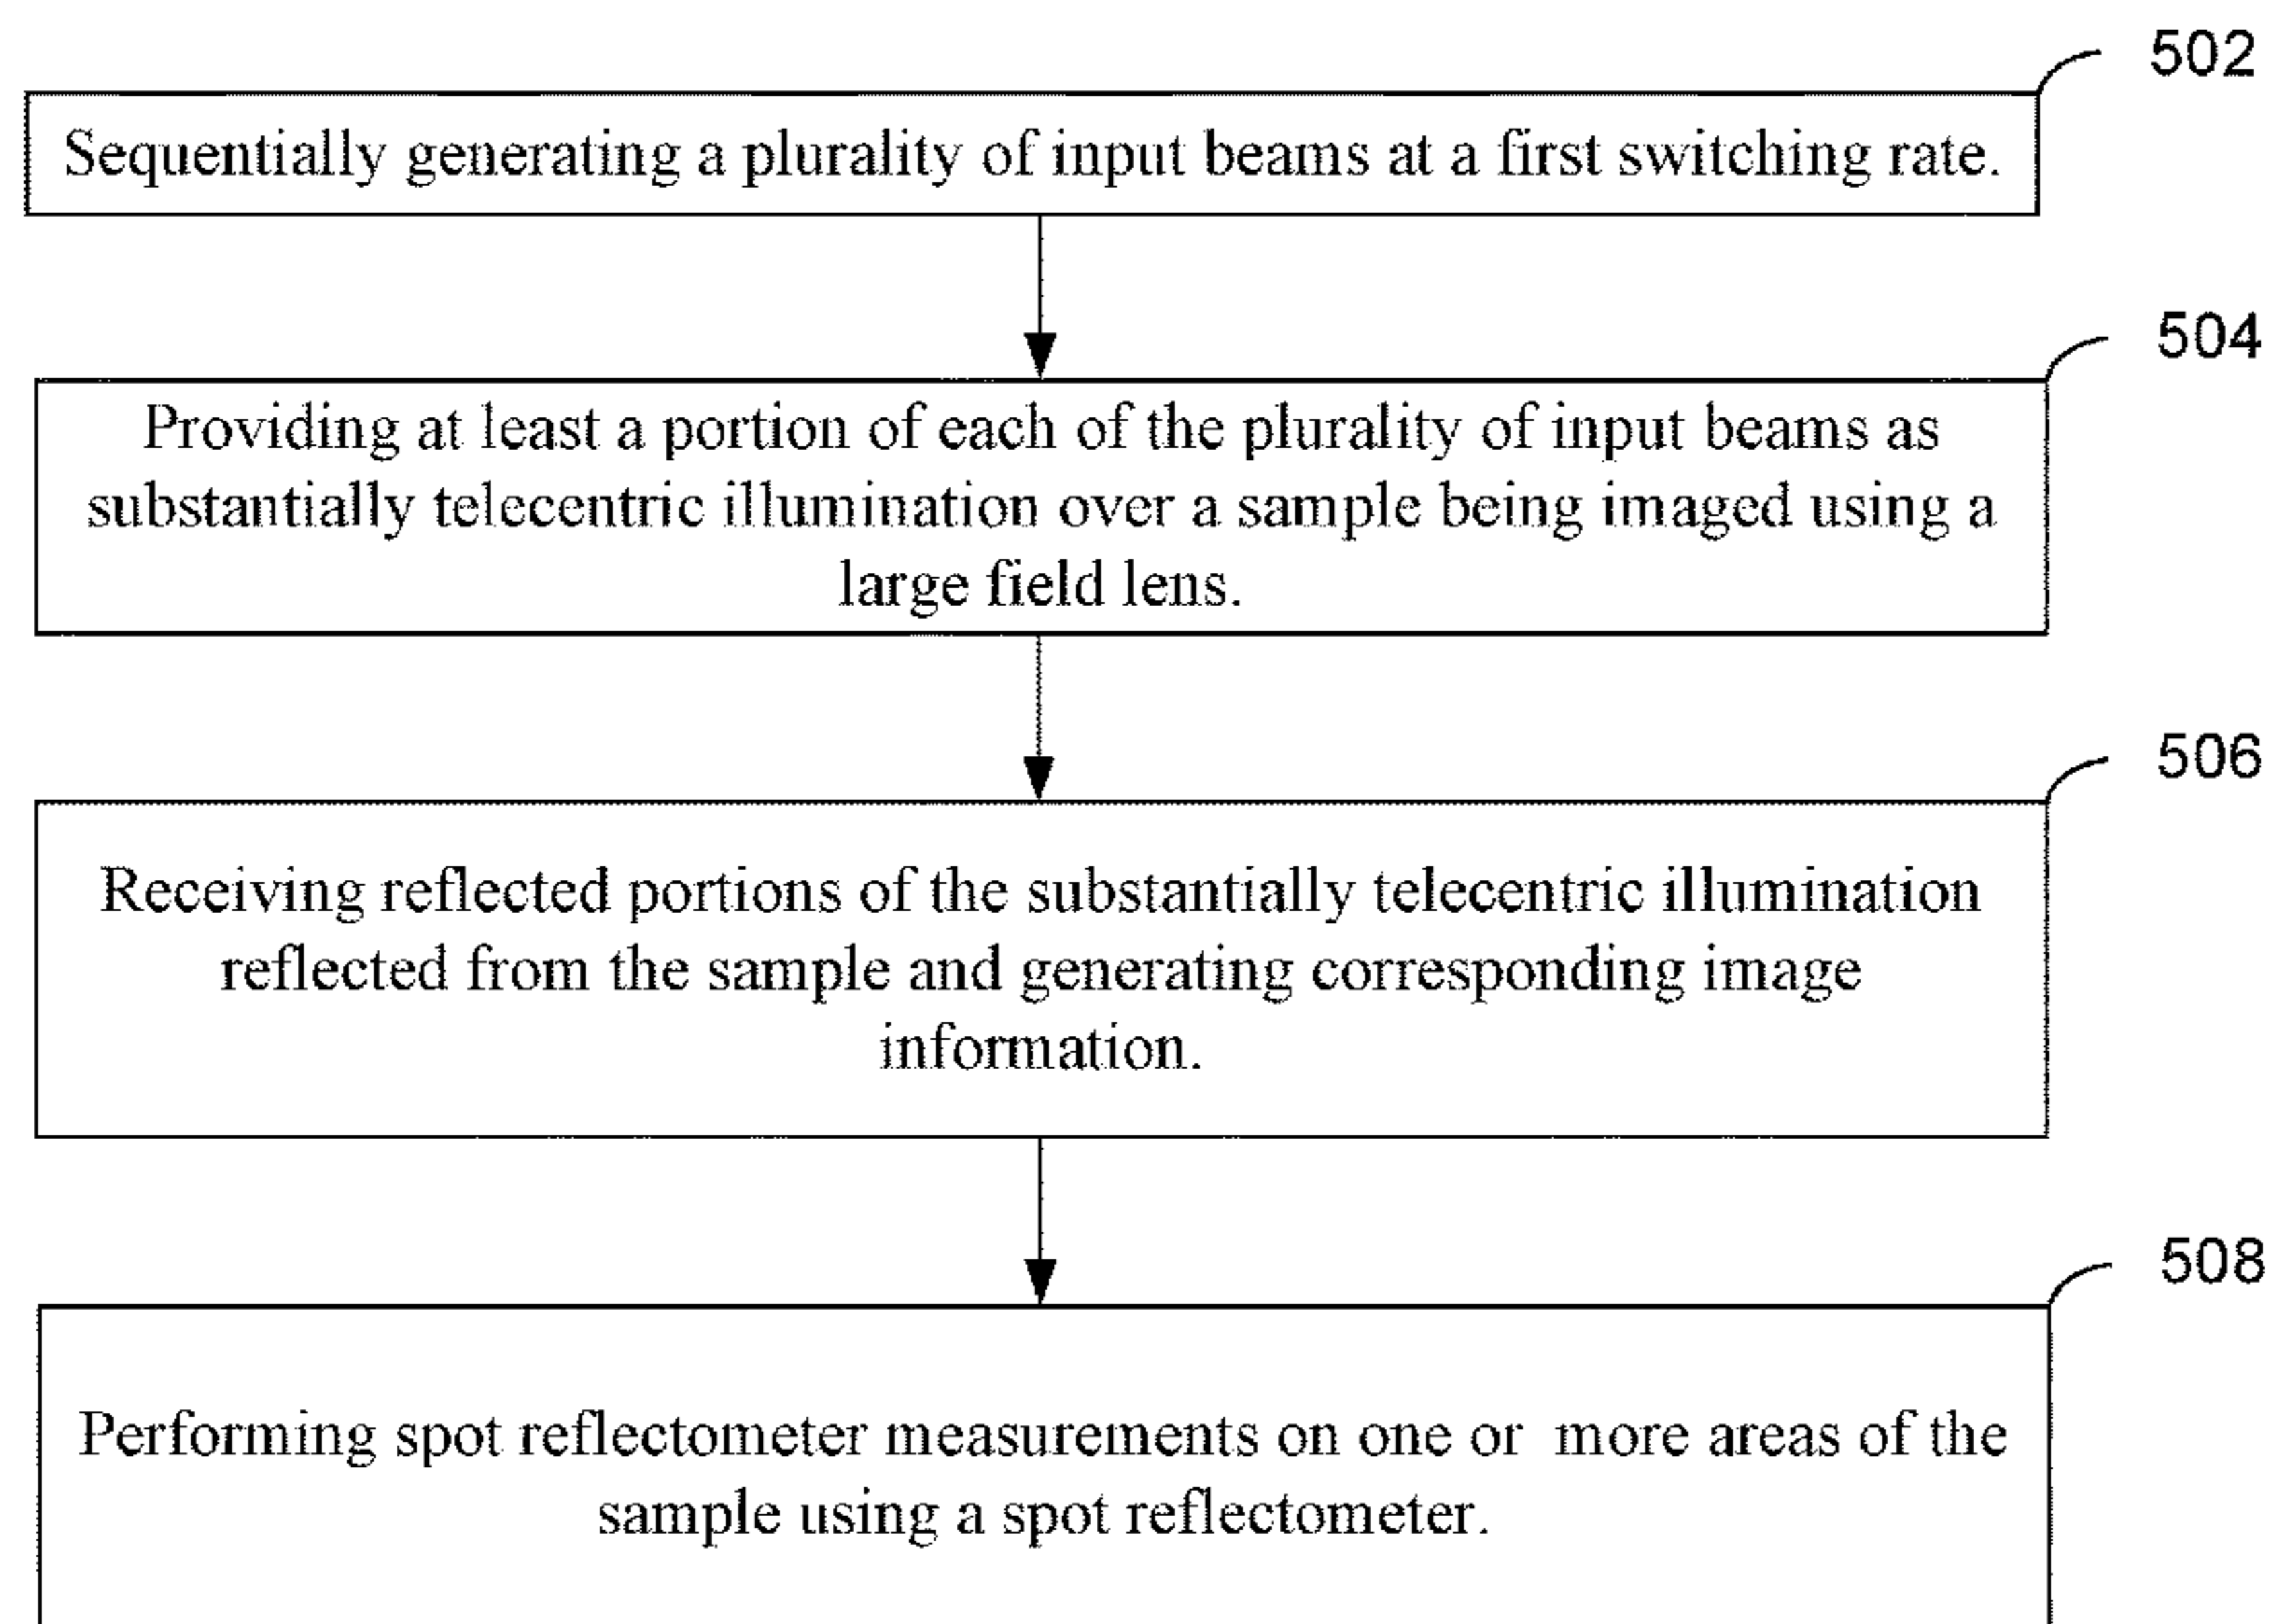 502
Sequentially generating a plurality of input beams at a first switching rate.
504
Providing at least a portion of each of the plurality of input beams as
substantially telecentric illumination over a sample being imaged using a
large field lens.
506
Receiving reflected portions of the substantially telecentric illumination
reflected from the sample and generating corresponding image
information.
508
Performing spot reflectometer measurements on one or more areas of the
sample using a spot reflectometer.